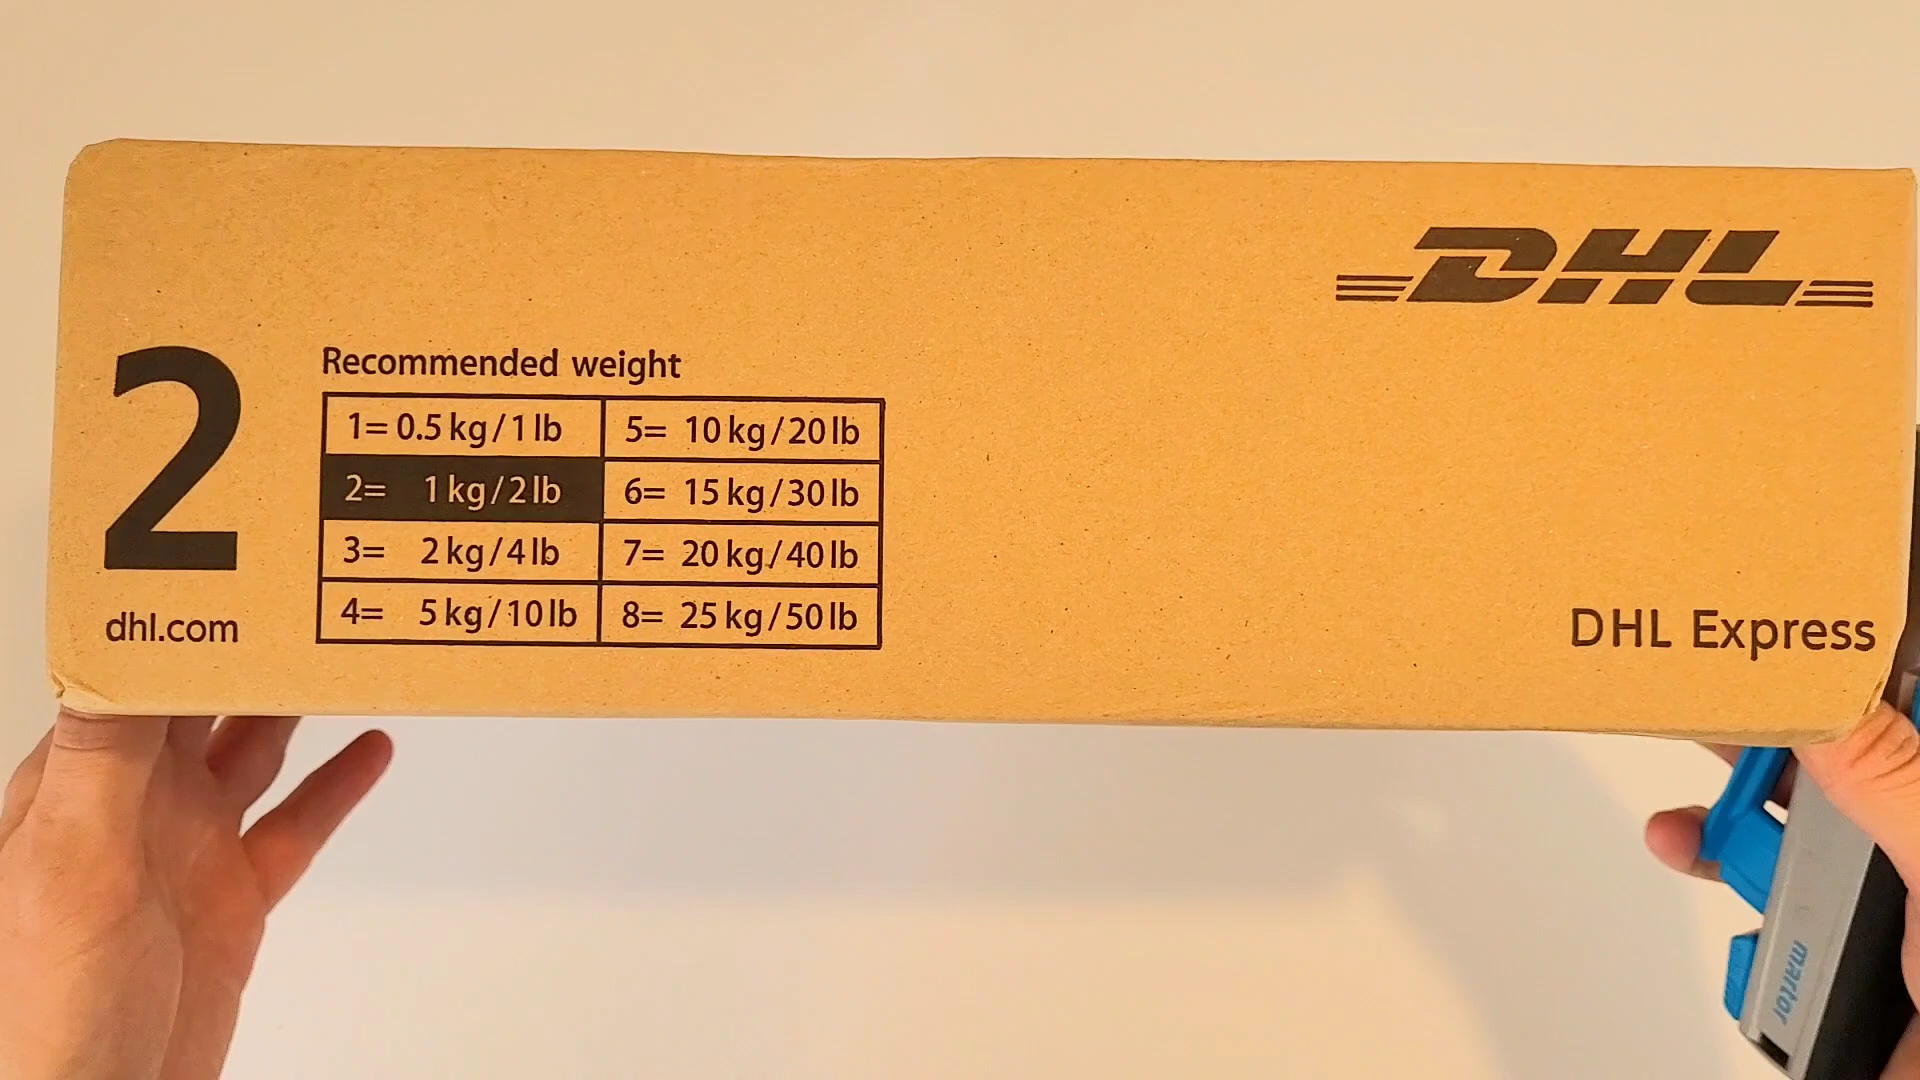 DHL
2
Recommended weight
1= 0.5 kg/1 lb
5= 10 kg/20 lb
2= 1 kg/2 lb
6= 15 kg/30 lb
3= 2 kg/4 lb
7= 20 kg/40 lb
4= 5 kg/10 lb
8= 25 kg/50 lb
dhl.com
DHL Express
martor